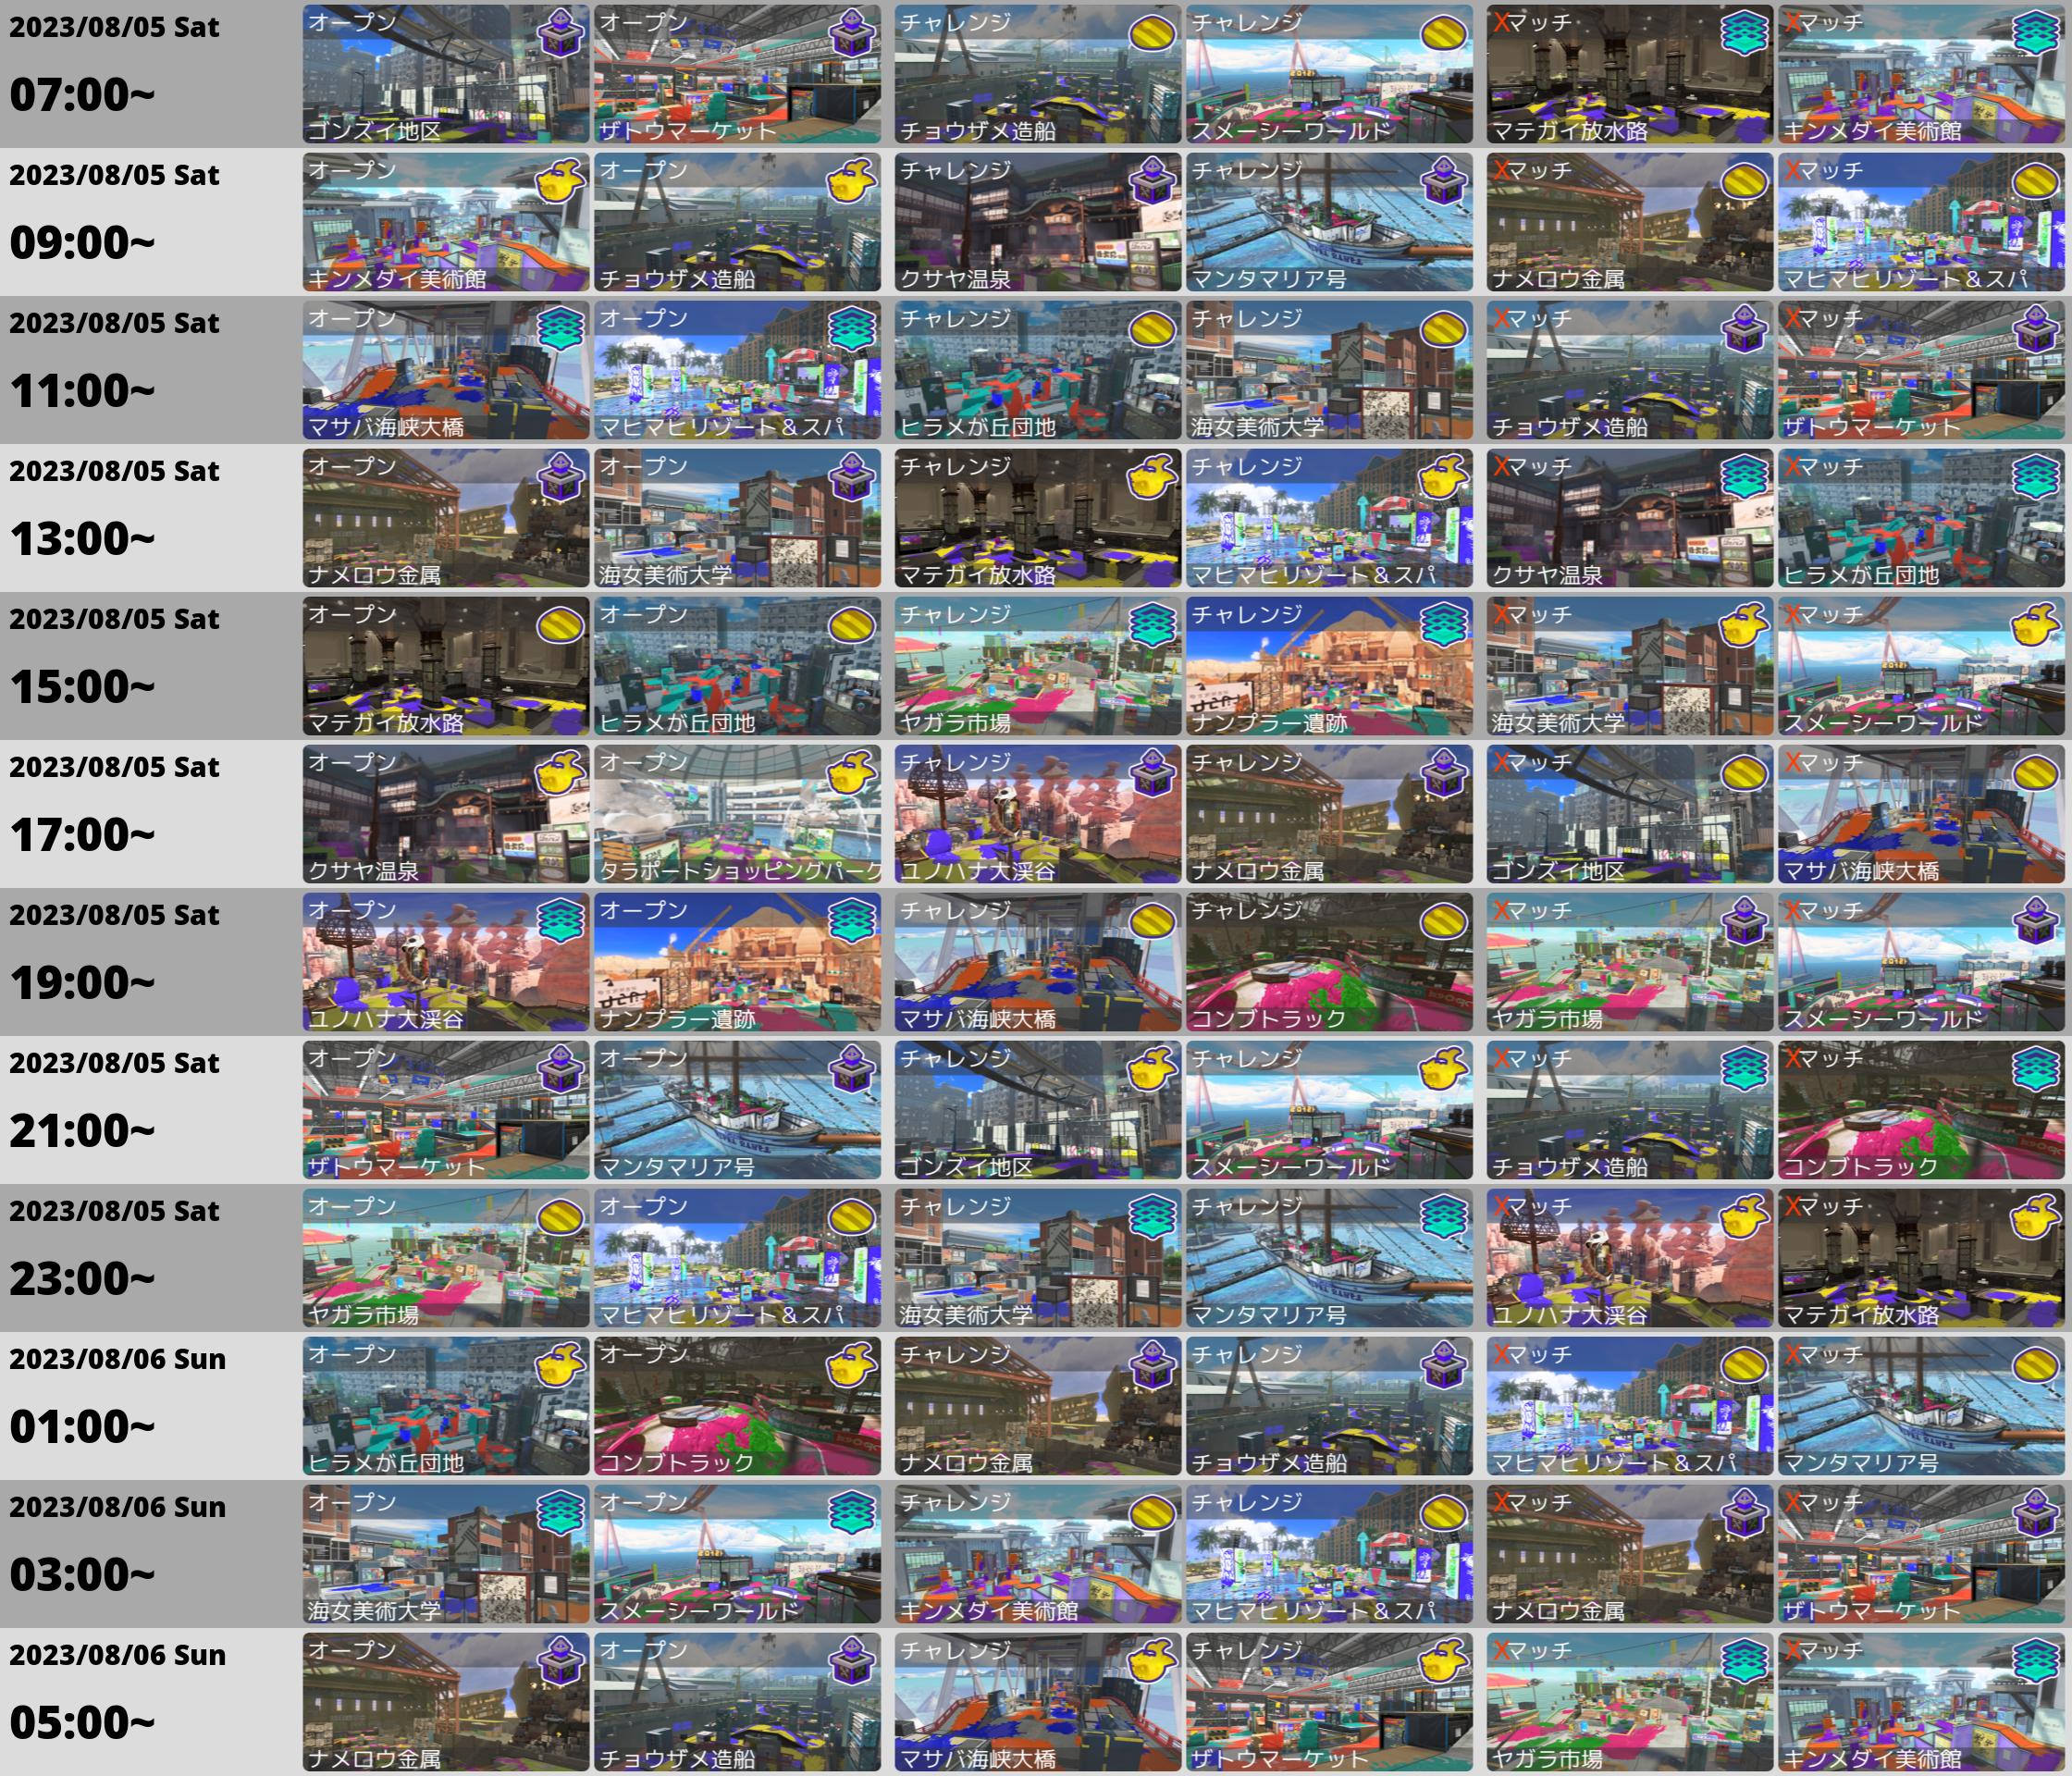 2023/08/05 Sat
07:00~
オープン オープン チャレンジ チャレンジ Xマッチ Xマッチ
ゴンズイ地区 ザトウマーケット チョウザメ造船 スメーシーワールド マテガイ放水路 キンメダイ美術館
2023/08/05 Sat
09:00~
オープン オープン チャレンジ チャレンジ Xマッチ Xマッチ
キンメダイ美術館 チョウザメ造船 クサヤ温泉 マンタマリア号 ナメロウ金属 マヒマヒリゾート＆スパ
2023/08/05 Sat
11:00~
オープン オープン チャレンジ チャレンジ Xマッチ Xマッチ
マサバ海峡大橋 マヒマヒリゾート＆スパ ヒラメが丘団地 海女美術大学 チョウザメ造船 ザトウマーケット
2023/08/05 Sat
13:00~
オープン オープン チャレンジ チャレンジ Xマッチ Xマッチ
ナメロウ金属 海女美術大学 マテガイ放水路 マヒマヒリゾート＆スパ クサヤ温泉 ヒラメが丘団地
2023/08/05 Sat
15:00~
オープン オープン チャレンジ チャレンジ Xマッチ Xマッチ
マテガイ放水路 ヒラメが丘団地 ヤガラ市場 ナンプラー遺跡 海女美術大学 スメーシーワールド
2023/08/05 Sat
17:00~
オープン オープン チャレンジ チャレンジ Xマッチ Xマッチ
クサヤ温泉 タラポートショッピングパーク ユノハナ大渓谷 ナメロウ金属 ゴンズイ地区 マサバ海峡大橋
2023/08/05 Sat
19:00~
オープン オープン チャレンジ チャレンジ Xマッチ Xマッチ
ユノハナ大渓谷 ナンプラー遺跡 マサバ海峡大橋 コンブトラック ヤガラ市場 スメーシーワールド
2023/08/05 Sat
21:00~
オープン オープン チャレンジ チャレンジ Xマッチ Xマッチ
ザトウマーケット マンタマリア号 ゴンズイ地区 スメーシーワールド チョウザメ造船 コンブトラック
2023/08/05 Sat
23:00~
オープン オープン チャレンジ チャレンジ Xマッチ Xマッチ
ヤガラ市場 マヒマヒリゾート＆スパ 海女美術大学 マンタマリア号 ユノハナ大渓谷 マテガイ放水路
2023/08/06 Sun
01:00~
オープン オープン チャレンジ チャレンジ Xマッチ Xマッチ
ヒラメが丘団地 コンブトラック ナメロウ金属 チョウザメ造船 マヒマヒリゾート＆スパ マンタマリア号
2023/08/06 Sun
03:00~
オープン オープン チャレンジ チャレンジ Xマッチ Xマッチ
海女美術大学 スメーシーワールド キンメダイ美術館 マヒマヒリゾート＆スパ ナメロウ金属 ザトウマーケット
2023/08/06 Sun
05:00~
オープン オープン チャレンジ チャレンジ Xマッチ Xマッチ
ナメロウ金属 チョウザメ造船 マサバ海峡大橋 ザトウマーケット ヤガラ市場 キンメダイ美術館